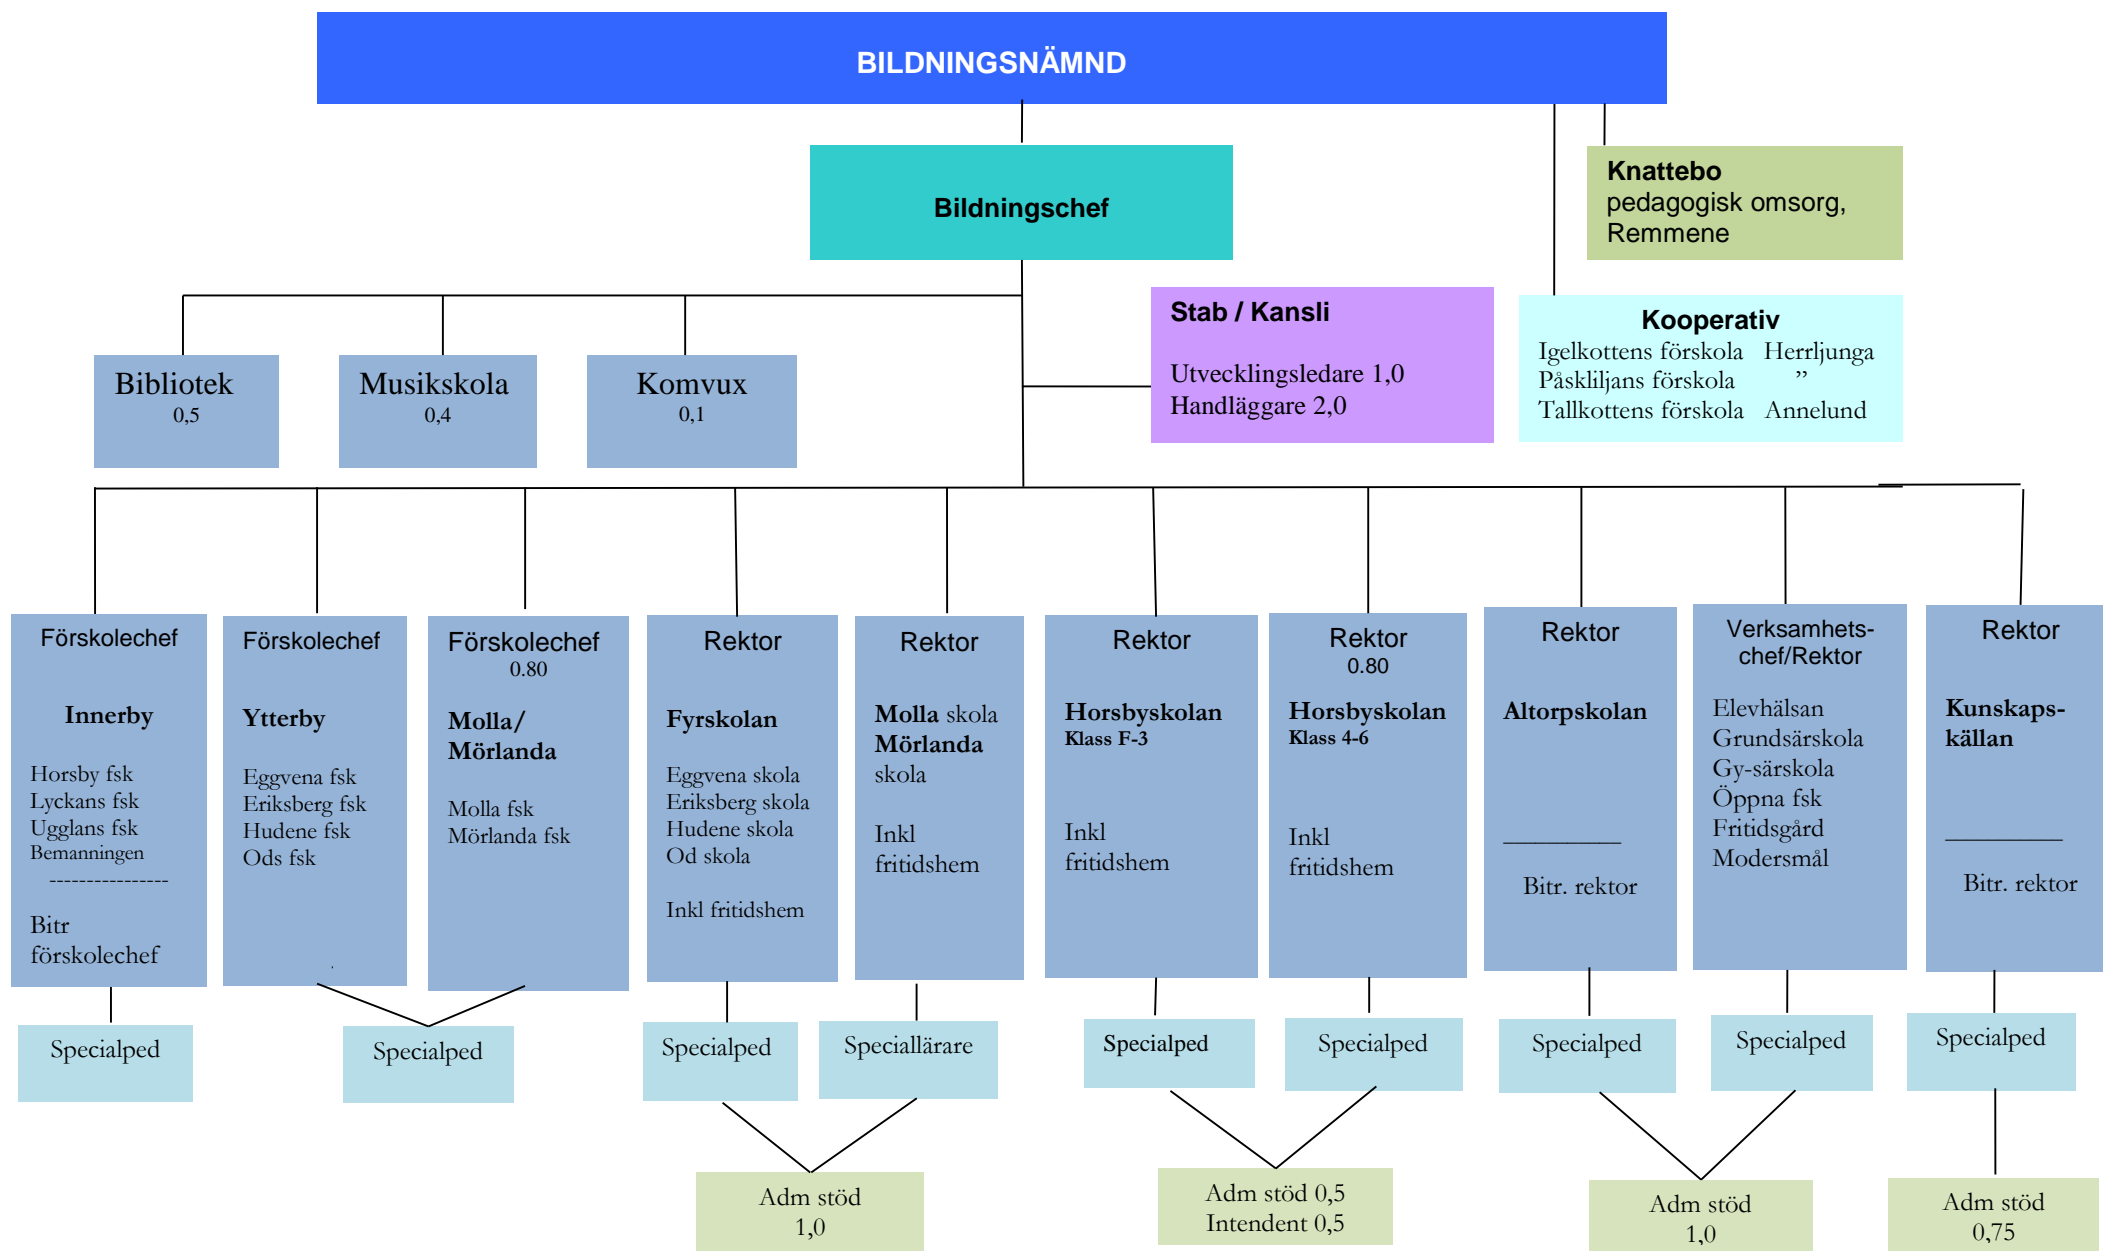 BILDNINGSNÄMND
Bildningschef
Knattebo
pedagogisk omsorg,
Remmene
Stab / Kansli
Utvecklingsledare 1,0
Handläggare 2,0
Kooperativ
Igelkottens förskola Herrljunga
Påskliljans förskola ”
Tallkottens förskola Annelund
Bibliotek
0,5
Musikskola
0,4
Komvux
0,1
Förskolechef
Innerby
Horsby fsk
Lyckans fsk
Ugglans fsk
Bemanningen
----------------
Bitr
förskolechef
Förskolechef
Ytterby
Eggvena fsk
Eriksberg fsk
Hudene fsk
Ods fsk
.
Förskolechef
0.80
Molla/
Mörlanda
Molla fsk
Mörlanda fsk
Rektor
Fyrskolan
Eggvena skola
Eriksberg skola
Hudene skola
Od skola
Inkl fritidshem
Rektor
Molla skola
Mörlanda
skola
Inkl
fritidshem
Rektor
Horsbyskolan
Klass F-3
Inkl
fritidshem
Rektor
0.80
Horsbyskolan
Klass 4-6
Inkl
fritidshem
Rektor
Altorpskolan
_________
Bitr. rektor
Verksamhets-
chef/Rektor
Elevhälsan
Grundsärskola
Gy-särskola
Öppna fsk
Fritidsgård
Modersmål
Rektor
Kunskaps-
källan
_________
Bitr. rektor
Specialped
Specialped
Specialped
Speciallärare
Specialped
Specialped
Specialped
Specialped
Specialped
Adm stöd
1,0
Adm stöd 0,5
Intendent 0,5
Adm stöd
1,0
Adm stöd
0,75